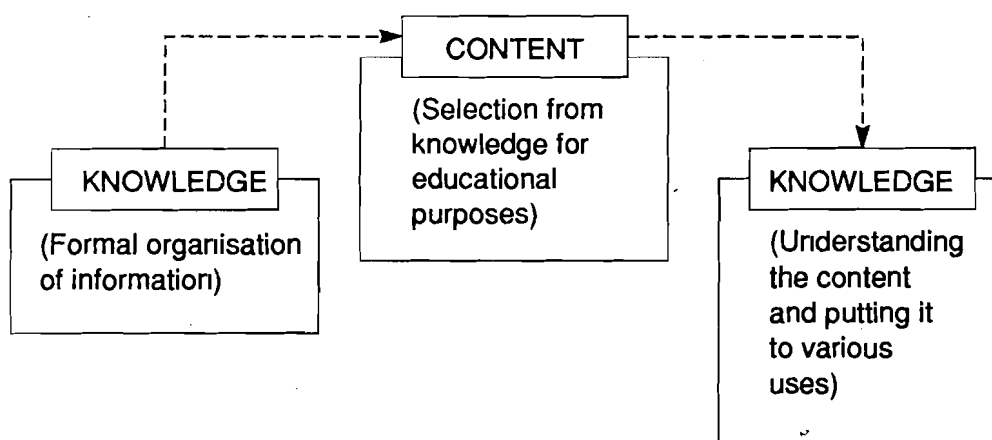 CONTENT
(Selection from
knowledge for
educational
purposes)
KNOWLEDGE
(Formal organisation
of information)
KNOWLEDGE
(Understanding
the content
and putting it
to various
uses)